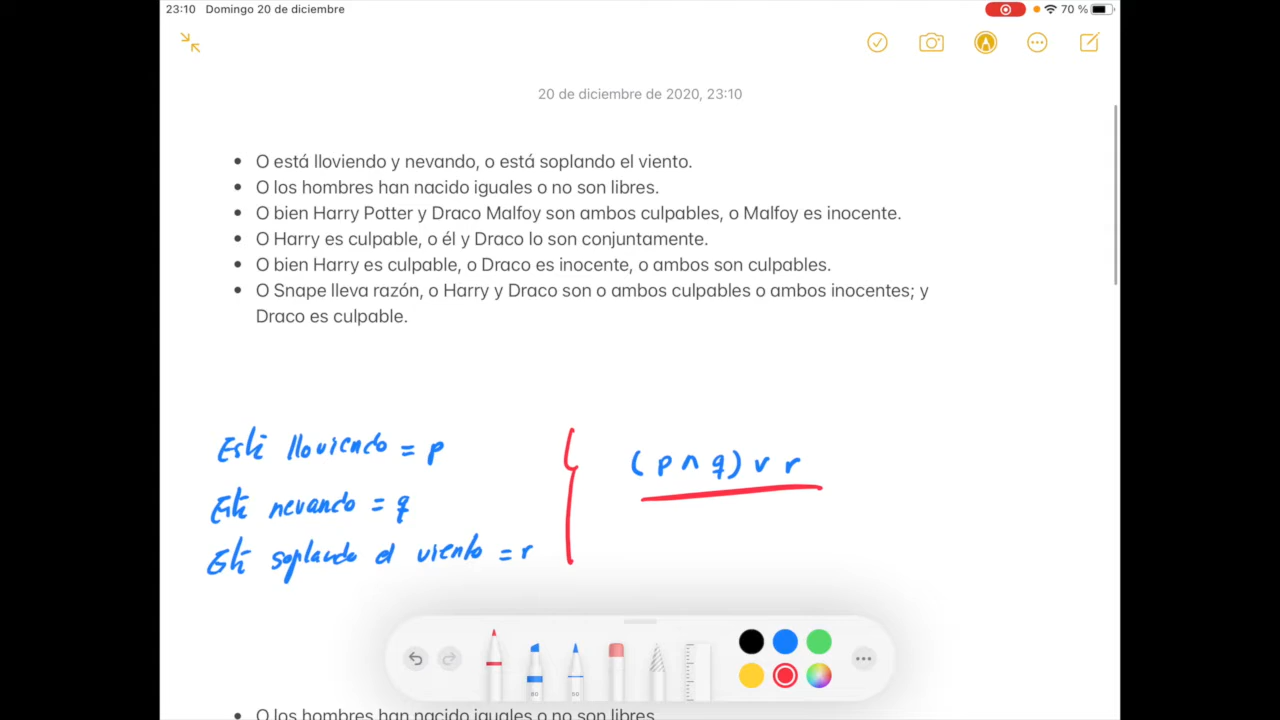 23:10 Domingo 20 de diciembre 70 %
20 de diciembre de 2020, 23:10
• O está lloviendo y nevando, o está soplando el viento.
• O los hombres han nacido iguales o no son libres.
• O bien Harry Potter y Draco Malfoy son ambos culpables, o Malfoy es inocente.
• O Harry es culpable, o él y Draco lo son conjuntamente.
• O bien Harry es culpable, o Draco es inocente, o ambos son culpables.
• O Snape lleva razón, o Harry y Draco son o ambos culpables o ambos inocentes; y
Draco es culpable.
Está lloviendo = p
Está nevando = q
Está soplando el viento = r
(p ∧ q) ∨ r
50 50
• O los hombres han nacido iguales o no son libres.